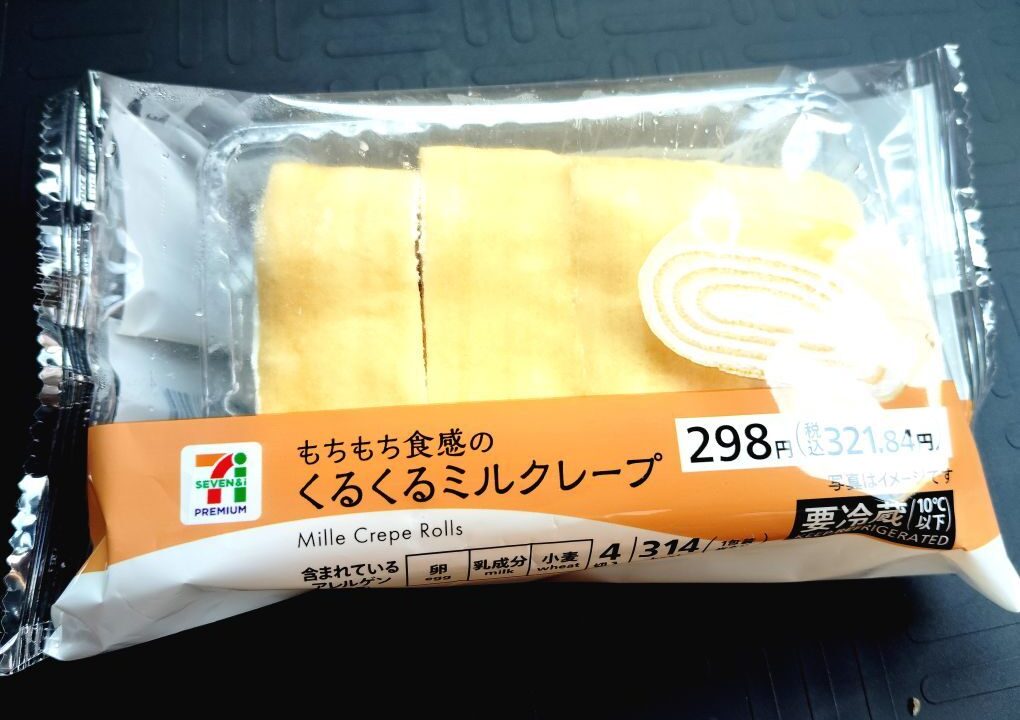 もちもち食感の
くるくるミルクレープ
298円(税込321.84円)
写真はイメージです
SEVEN&i
PREMIUM
Mille Crepe Rolls
要冷蔵 10℃以下
REFRIGERATED
含まれている
アレルゲン
卵 乳成分 小麦
egg milk wheat
4 314